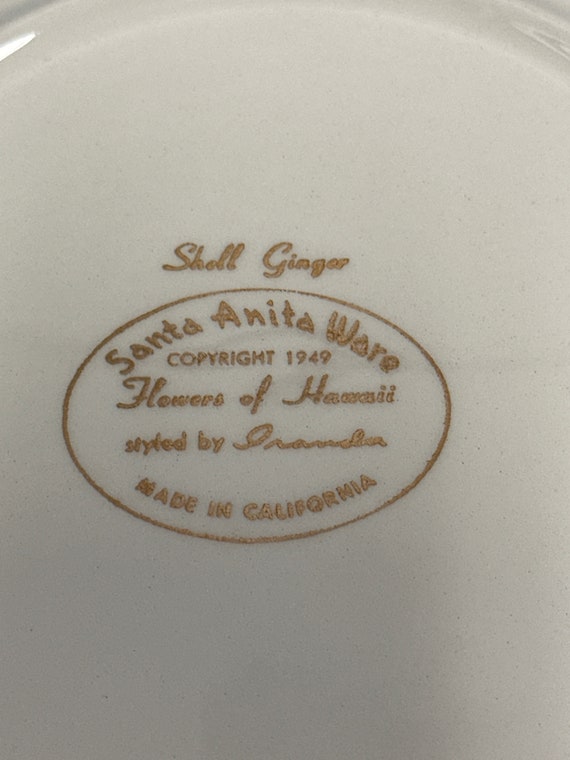 Shell Ginger
Santa Anita Ware
COPYRIGHT 1949
Flowers of Hawaii
styled by
MADE IN CALIFORNIA